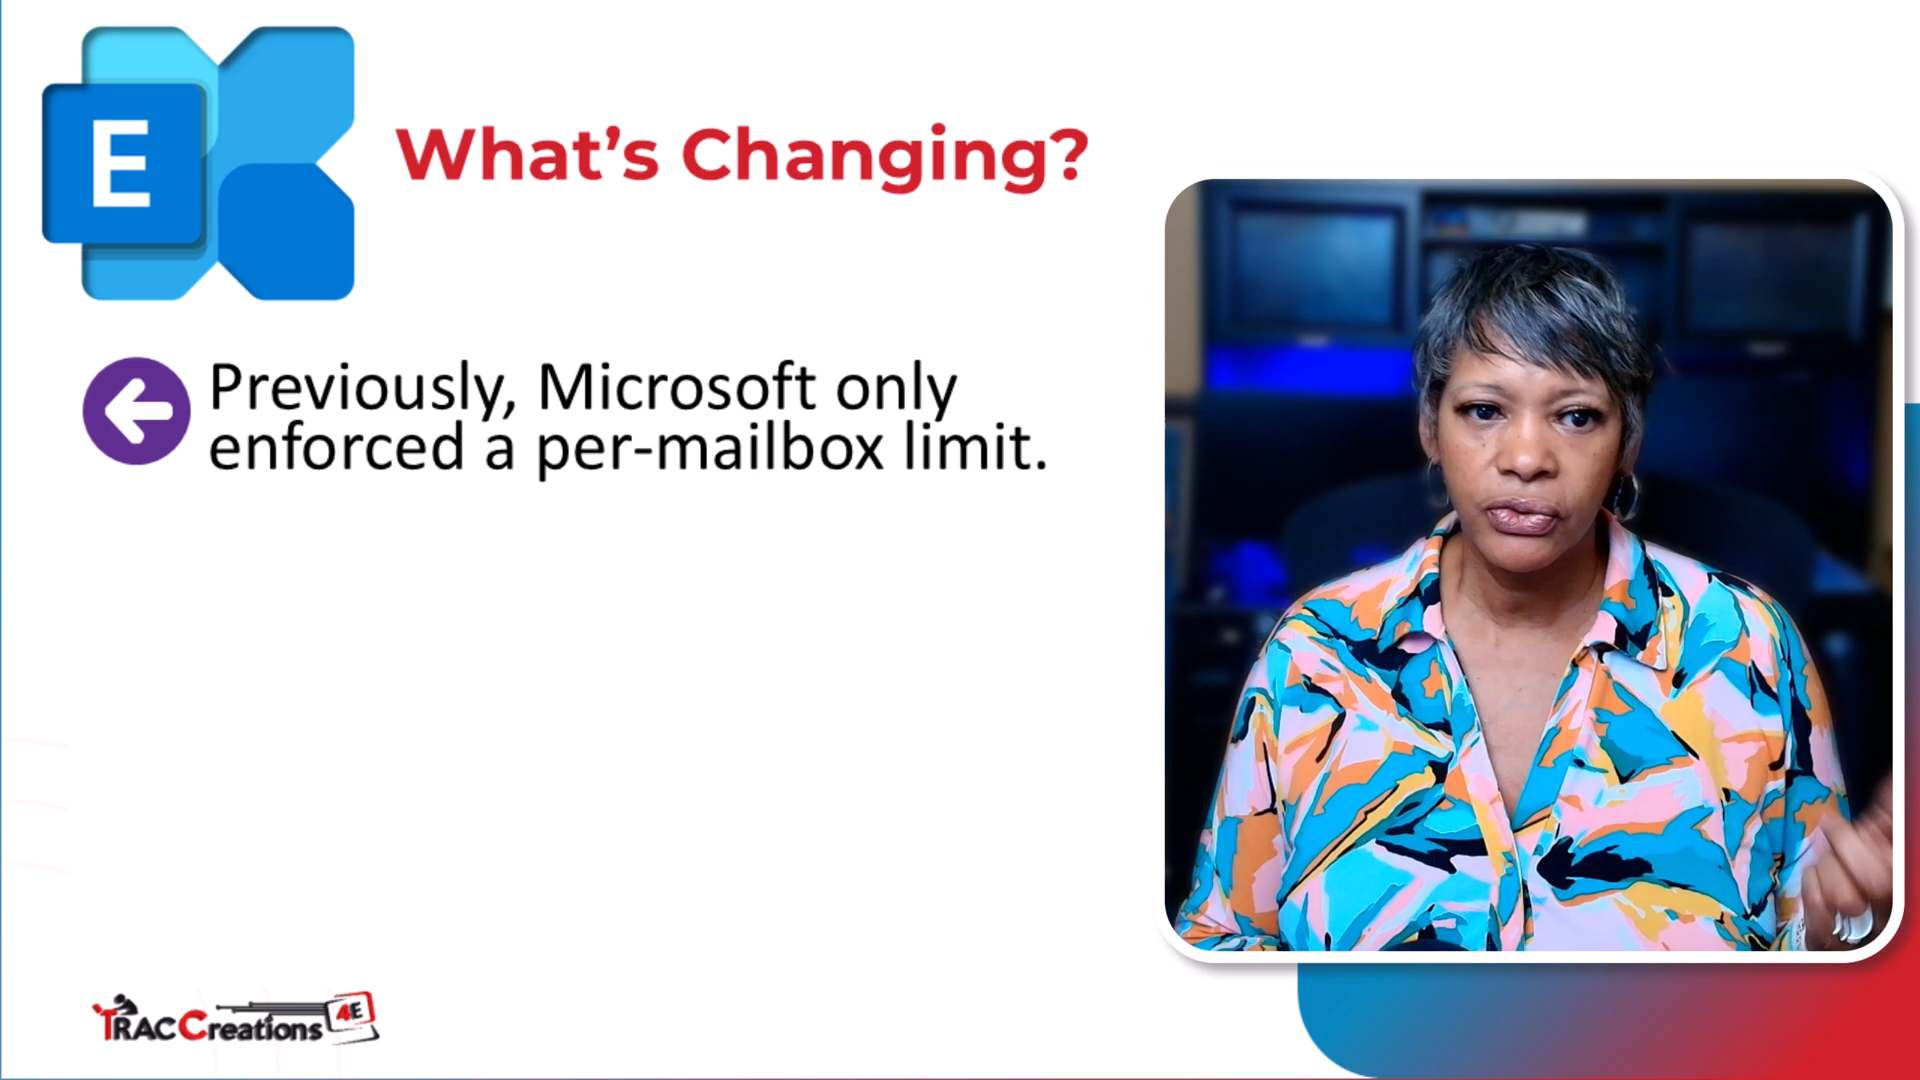 E
What's Changing?
Previously, Microsoft only
enforced a per-mailbox limit.
TRACCreations 4E